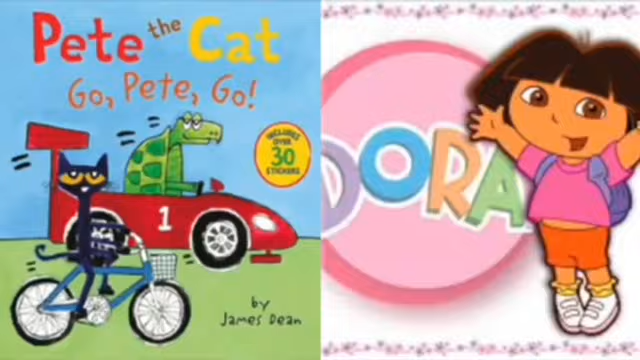 Pete the Cat
Go, Pete, Go!
INCLUDES
OVER
30
STICKERS
1
by
James Dean
DORA